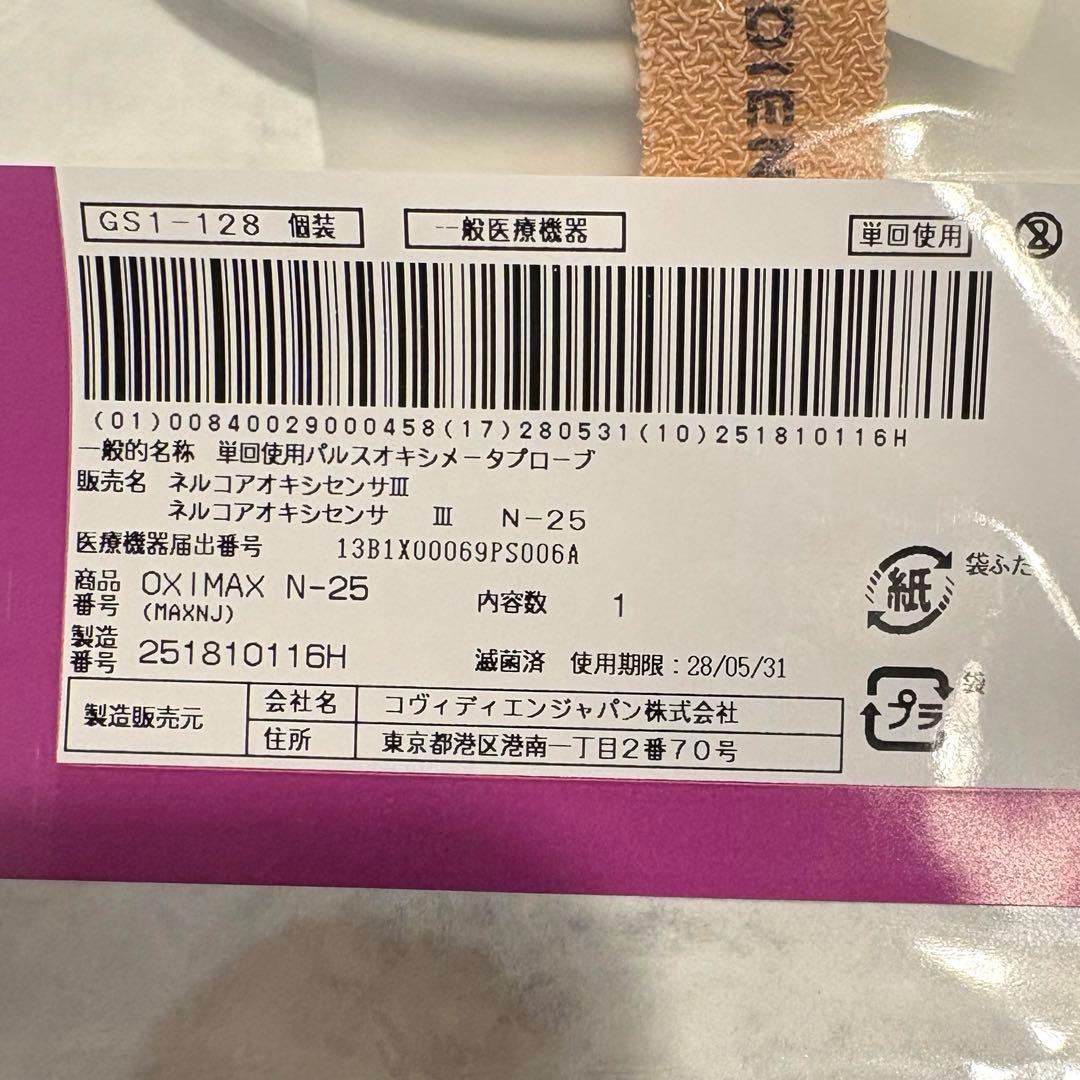 DIEN
GS1-128 個装 一般医療機器 単回使用
(01)00840029000458(17)280531(10)251810116H
一般的名称 単回使用パルスオキシメータプローブ
販売名 ネルコアオキシセンサⅢ
ネルコアオキシセンサ Ⅲ N-25
医療機器届出番号 13B1X00069PS006A
商品番号 OXIMAX N-25 (MAXNJ) 内容数 1
製造番号 251810116H 滅菌済 使用期限:28/05/31
製造販売元 会社名 コヴィディエンジャパン株式会社
住所 東京都港区港南一丁目2番70号
紙 袋ふた
プラ 袋